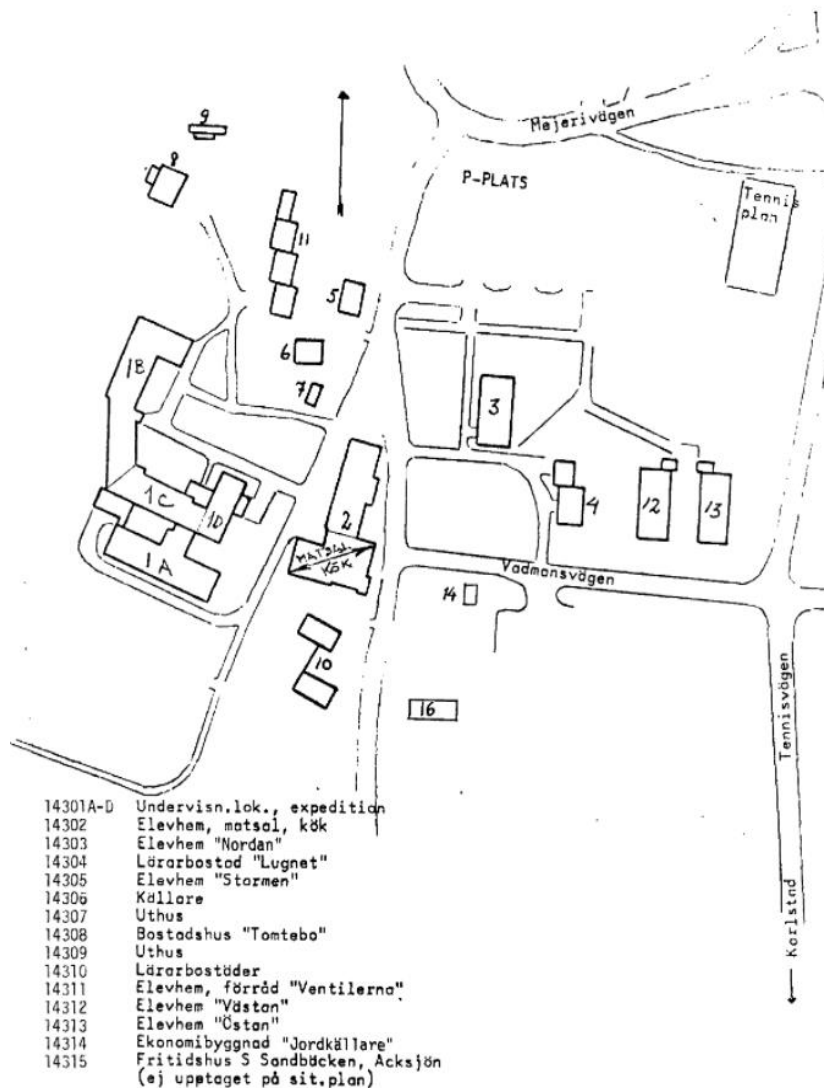 Mejerivägen
9
8
P-PLATS
Tennis
plan
11
5
6
7
1B
3
1C
1D
2
4
12
13
1A
MATSAL
KÖK
Vadmansvägen
14
10
16
Tennisvägen
Karlstad
14301A-D Undervisn.lok., expedition
14302 Elevhem, matsal, kök
14303 Elevhem "Nordan"
14304 Lärarbostad "Lugnet"
14305 Elevhem "Stormen"
14306 Källare
14307 Uthus
14308 Bostadshus "Tomtebo"
14309 Uthus
14310 Lärarbostäder
14311 Elevhem, förråd "Ventilerna"
14312 Elevhem "Västan"
14313 Elevhem "Östan"
14314 Ekonomibyggnad "Jordkällare"
14315 Fritidshus S Sandbäcken, Acksjön
(ej upptaget på sit.plan)